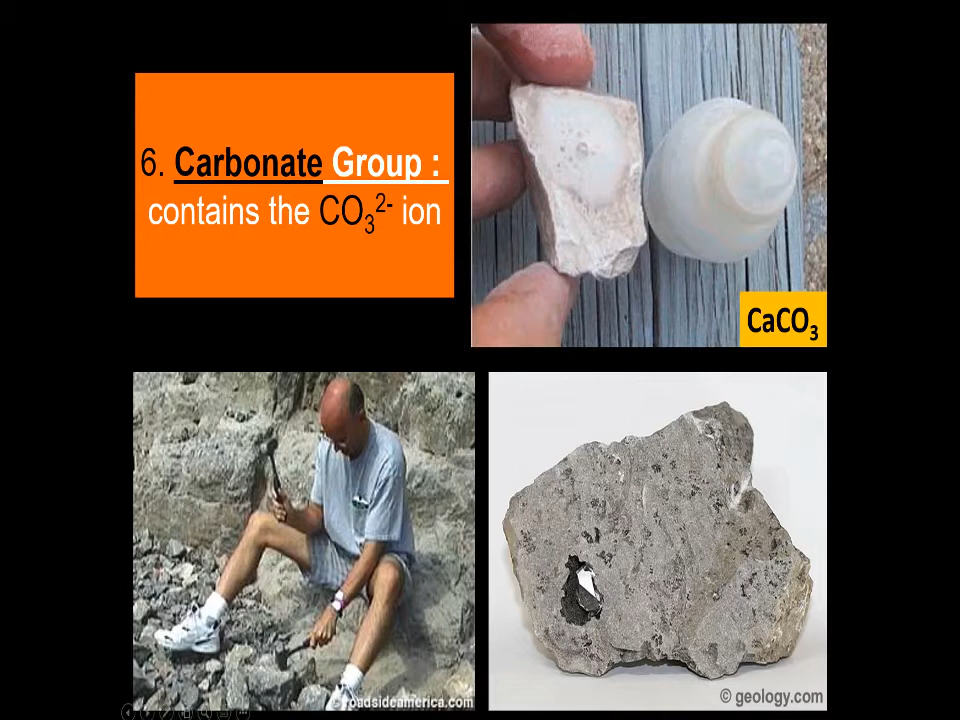 6. Carbonate Group :
contains the CO₃²⁻ ion
CaCO₃
© roadsideamerica.com
© geology.com